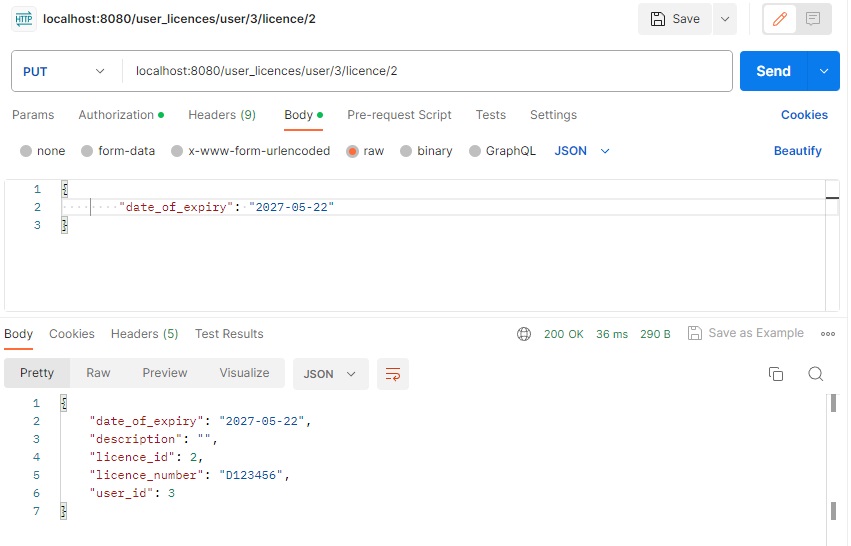 HTTP localhost:8080/user_licences/user/3/licence/2 Save
PUT localhost:8080/user_licences/user/3/licence/2 Send
Params Authorization Headers (9) Body Pre-request Script Tests Settings Cookies
none form-data x-www-form-urlencoded raw binary GraphQL JSON Beautify
1 {
2 "date_of_expiry": "2027-05-22"
3 }
Body Cookies Headers (5) Test Results 200 OK 36 ms 290 B Save as Example
Pretty Raw Preview Visualize JSON
1 {
2 "date_of_expiry": "2027-05-22",
3 "description": "",
4 "licence_id": 2,
5 "licence_number": "D123456",
6 "user_id": 3
7 }